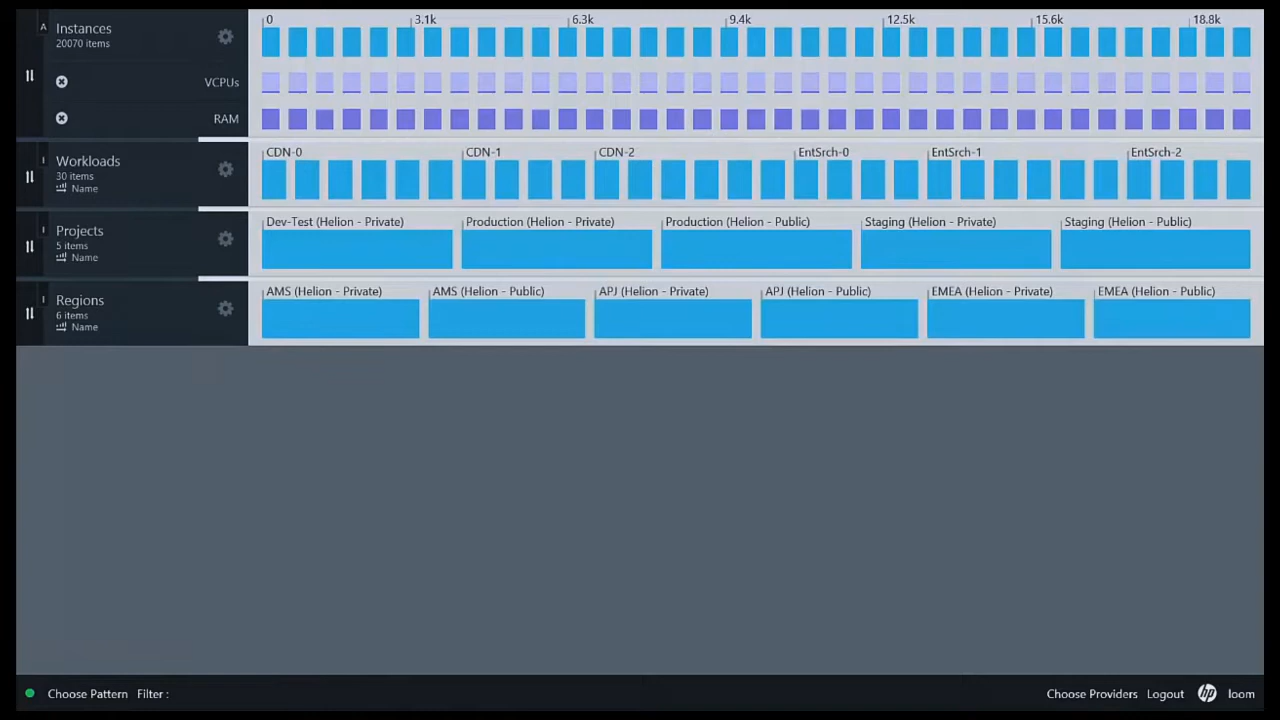 A Instances
20070 items
0 3.1k 6.3k 9.4k 12.5k 15.6k 18.8k
VCPUs
RAM
Workloads
30 items
Name
CDN-0 CDN-1 CDN-2 EntSrch-0 EntSrch-1 EntSrch-2
Projects
5 items
Name
Dev-Test (Helion - Private) Production (Helion - Private) Production (Helion - Public) Staging (Helion - Private) Staging (Helion - Public)
Regions
6 items
Name
AMS (Helion - Private) AMS (Helion - Public) APJ (Helion - Private) APJ (Helion - Public) EMEA (Helion - Private) EMEA (Helion - Public)
Choose Pattern Filter : Choose Providers Logout hp loom